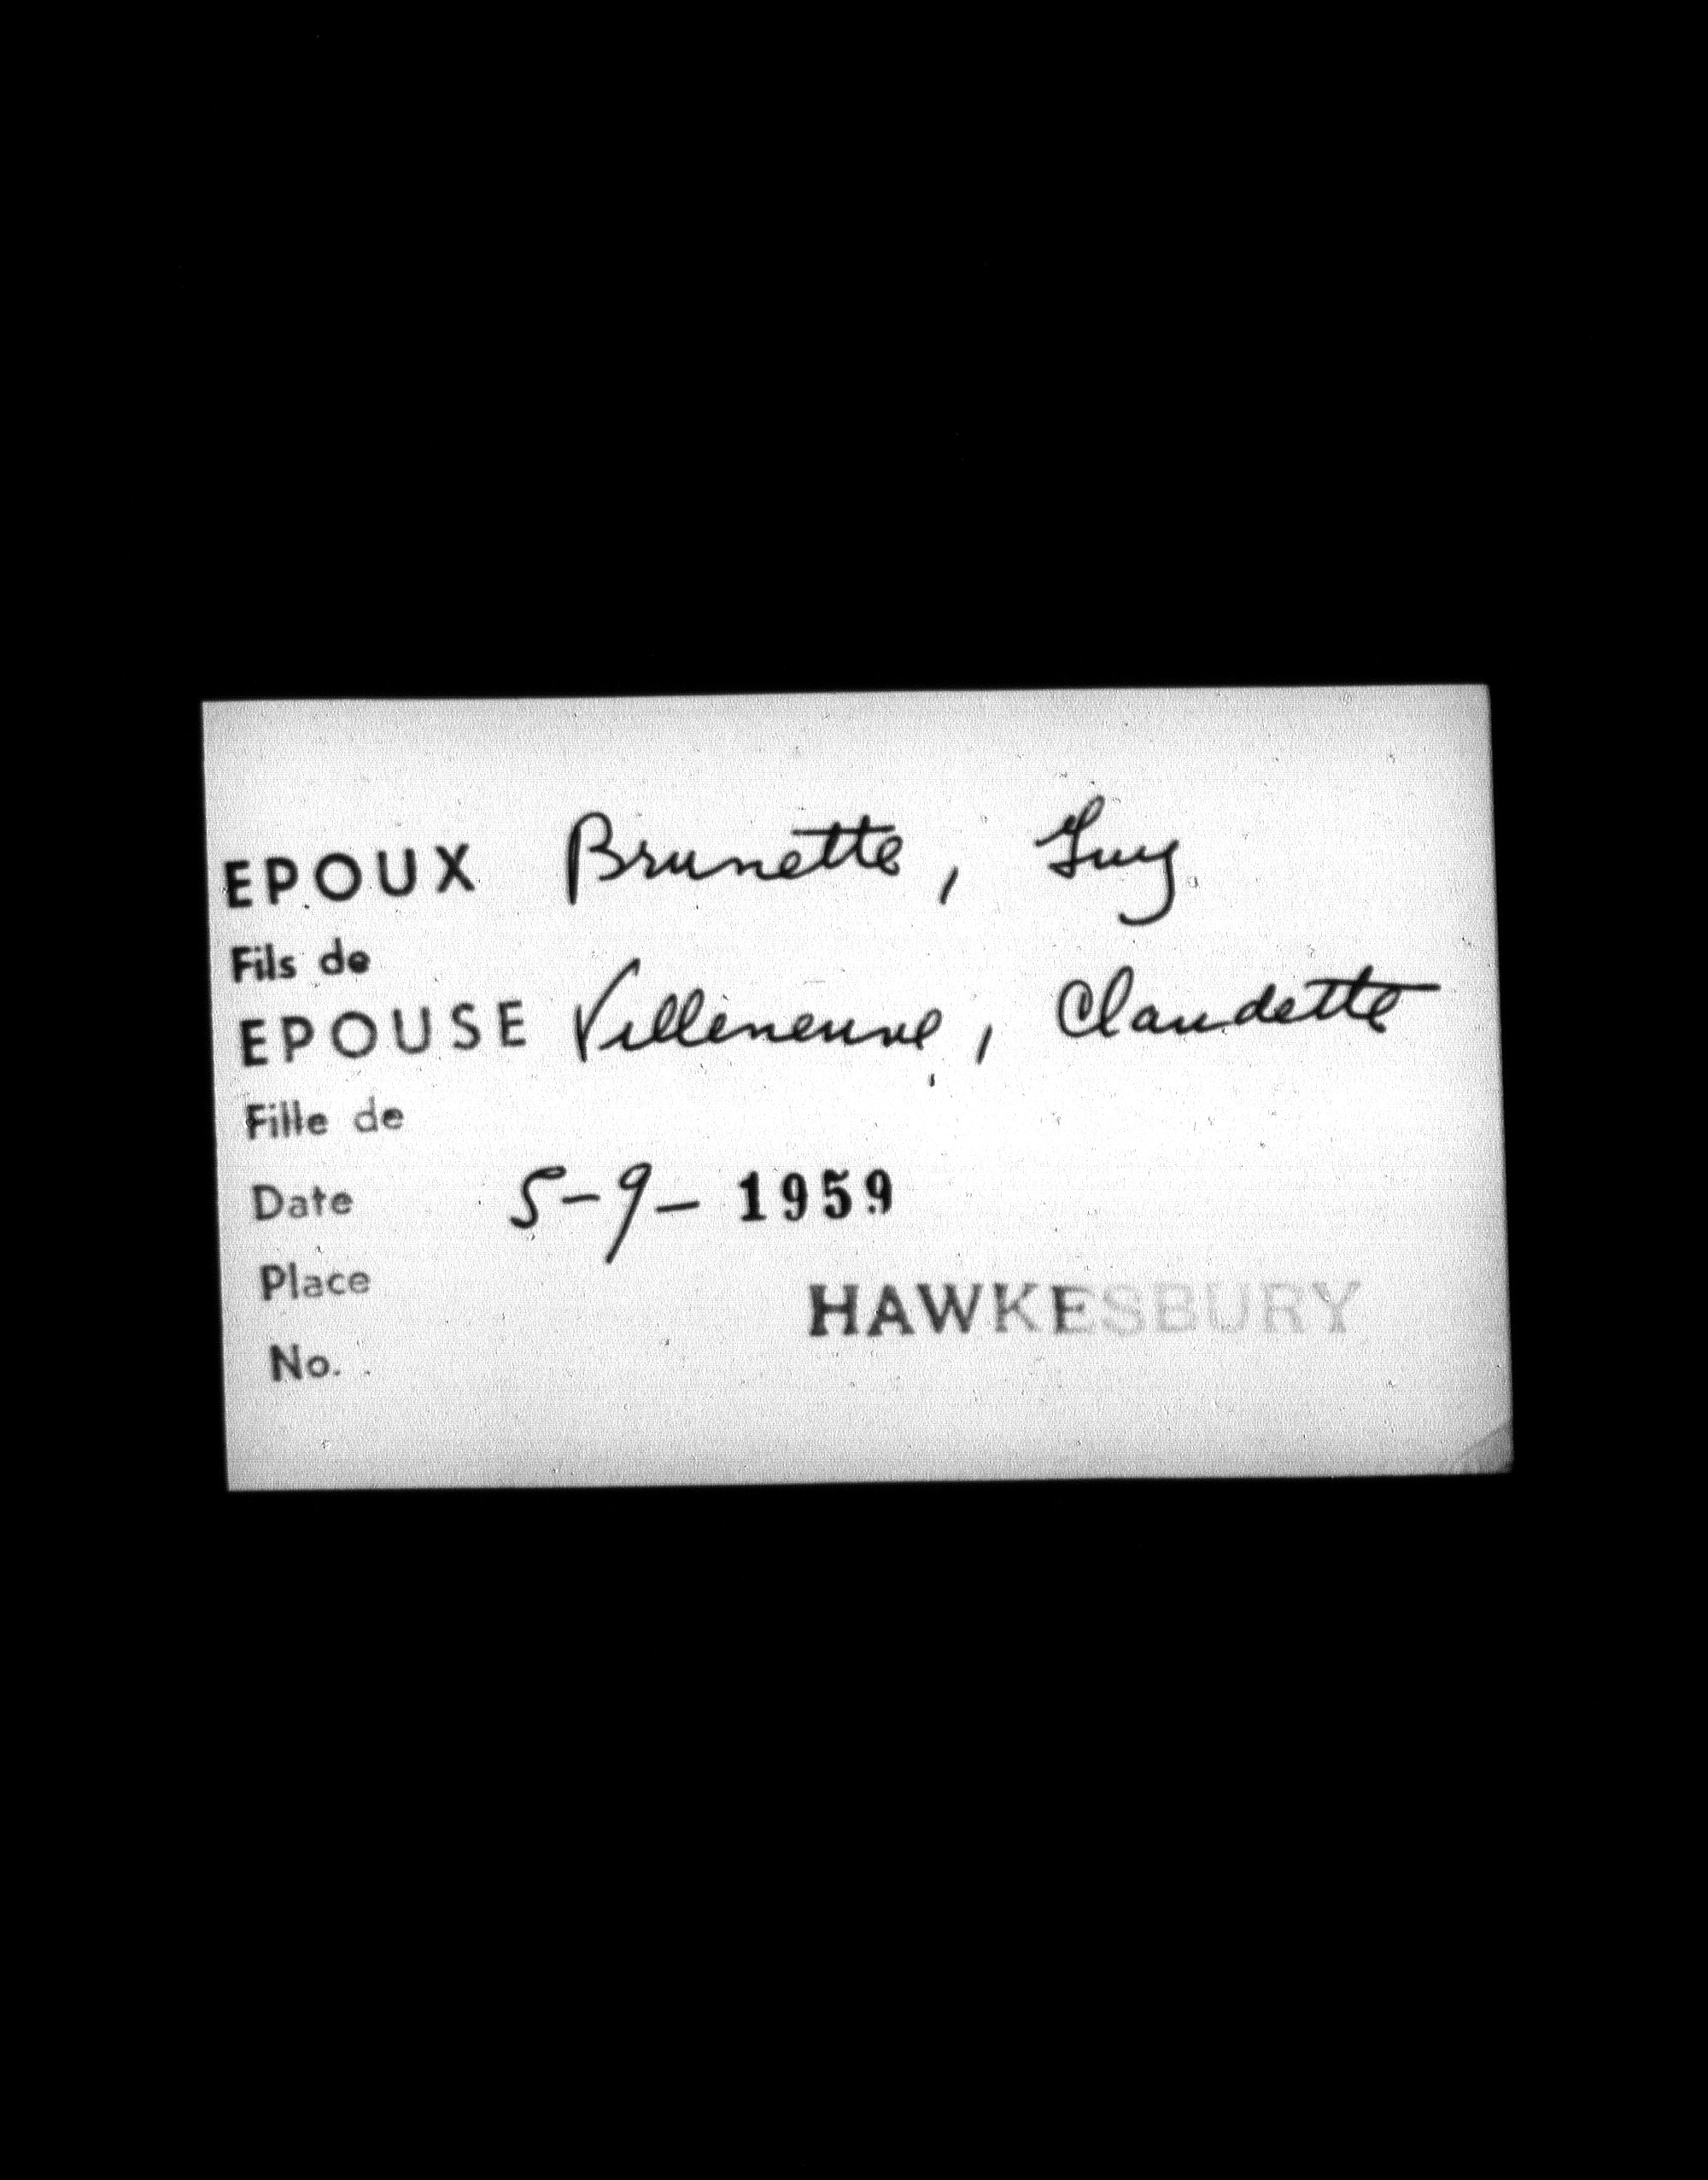 EPOUX Brunette, Guy
Fils de
EPOUSE Villeneuve, Claudette
Fille de
Date 5-9-1959
Place HAWKESBURY
No.